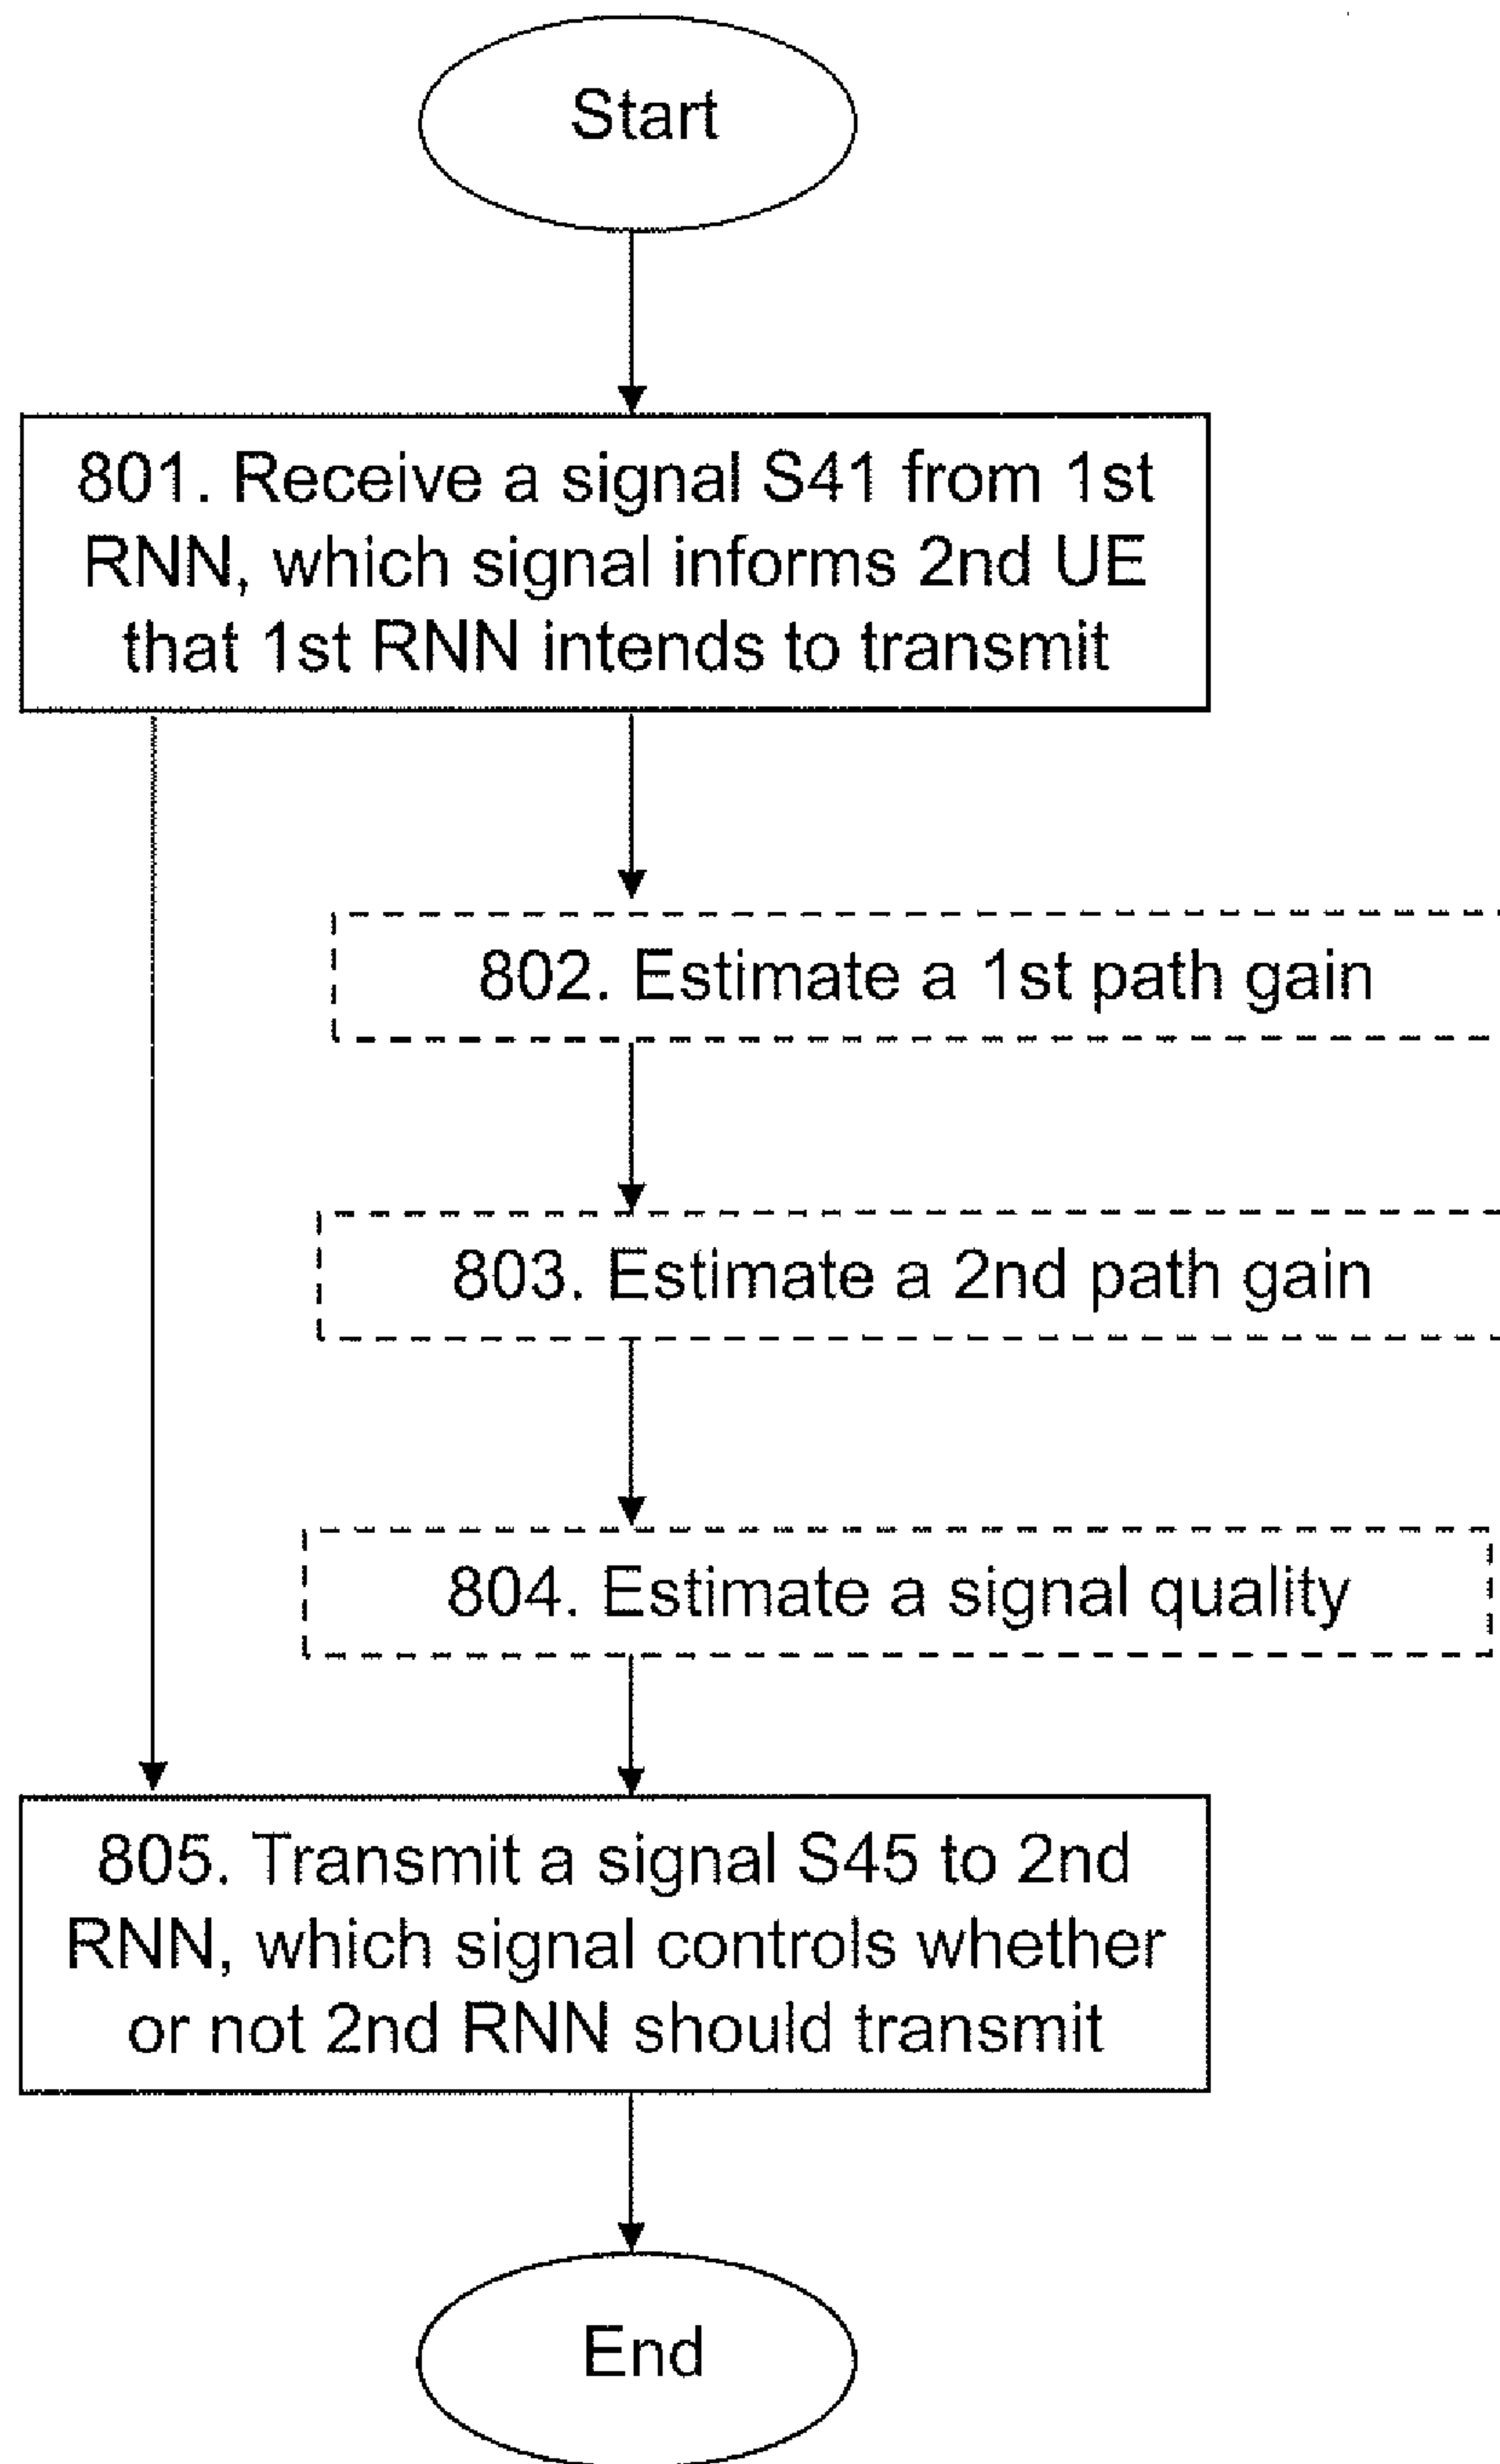 Start
801. Receive a signal S41 from 1st
RNN, which signal informs 2nd UE
that 1st RNN intends to transmit
802. Estimate a 1st path gain
803. Estimate a 2nd path gain
804. Estimate a signal quality
805. Transmit a signal S45 to 2nd
RNN, which signal controls whether
or not 2nd RNN should transmit
End